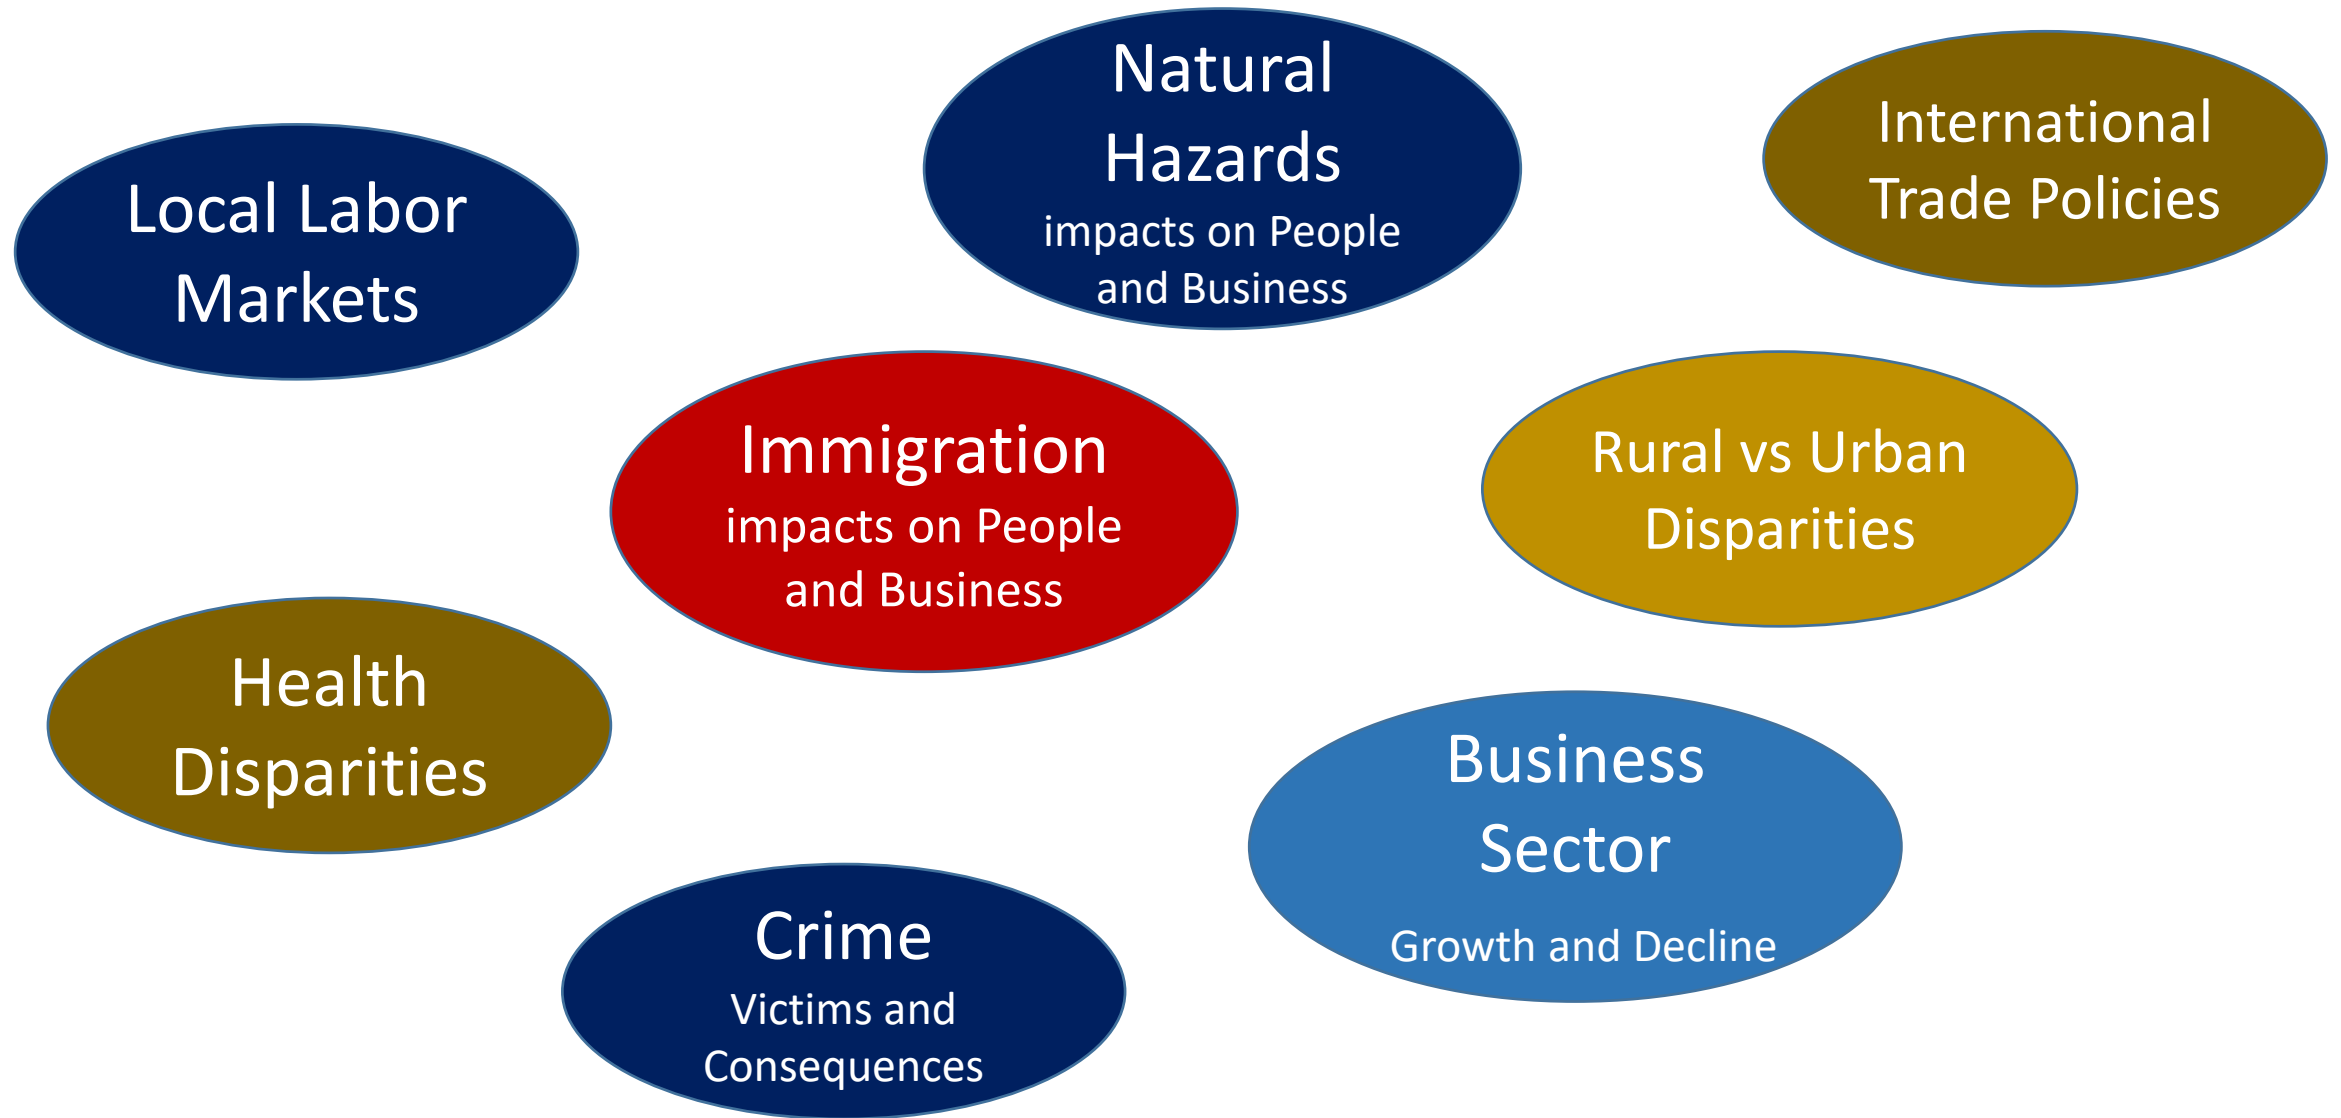 Natural
Hazards
impacts on People
and Business
International
Trade Policies
Local Labor
Markets
Immigration
impacts on People
and Business
Rural vs Urban
Disparities
Health
Disparities
Business
Sector
Growth and Decline
Crime
Victims and
Consequences